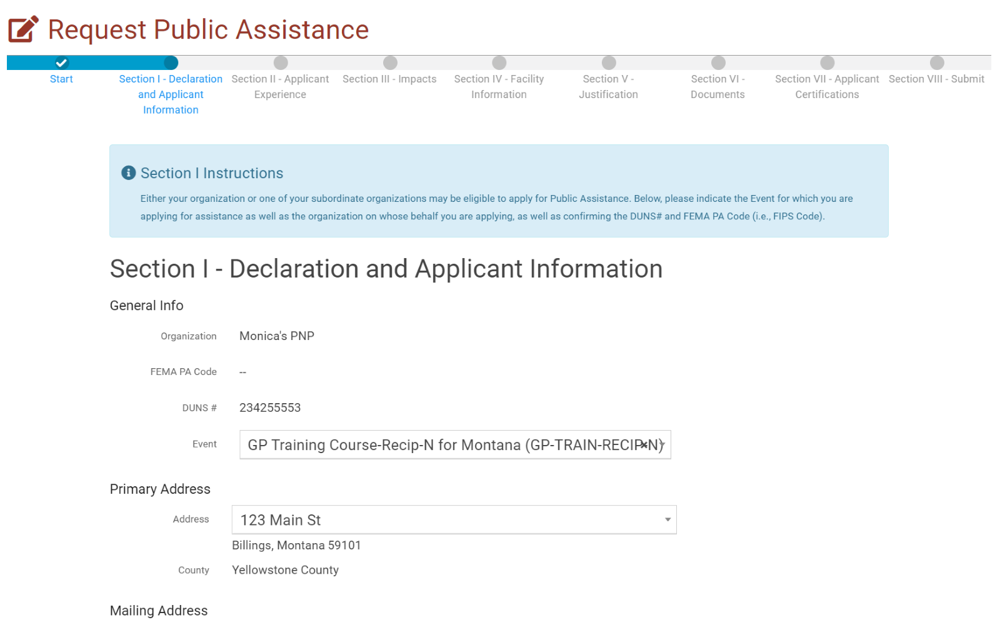 Request Public Assistance
Start
Section I - Declaration and Applicant Information
Section II - Applicant Experience
Section III - Impacts
Section IV - Facility Information
Section V - Justification
Section VI - Documents
Section VII - Applicant Certifications
Section VIII - Submit
Section I Instructions
Either your organization or one of your subordinate organizations may be eligible to apply for Public Assistance. Below, please indicate the Event for which you are
applying for assistance as well as the organization on whose behalf you are applying, as well as confirming the DUNS# and FEMA PA Code (i.e., FIPS Code).
Section I - Declaration and Applicant Information
General Info
Organization Monica's PNP
FEMA PA Code --
DUNS # 234255553
Event GP Training Course-Recip-N for Montana (GP-TRAIN-RECIP-N)
Primary Address
Address 123 Main St
Billings, Montana 59101
County Yellowstone County
Mailing Address